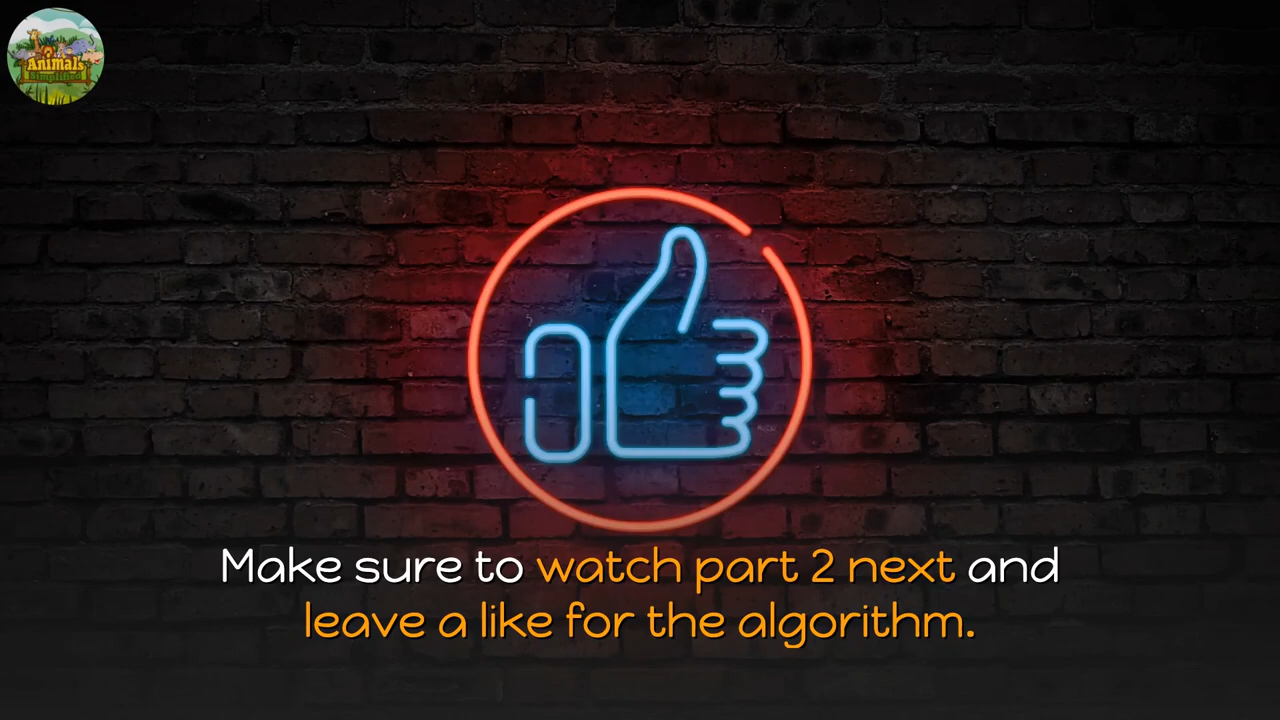 Animals
Simplified
Make sure to watch part 2 next and
leave a like for the algorithm.